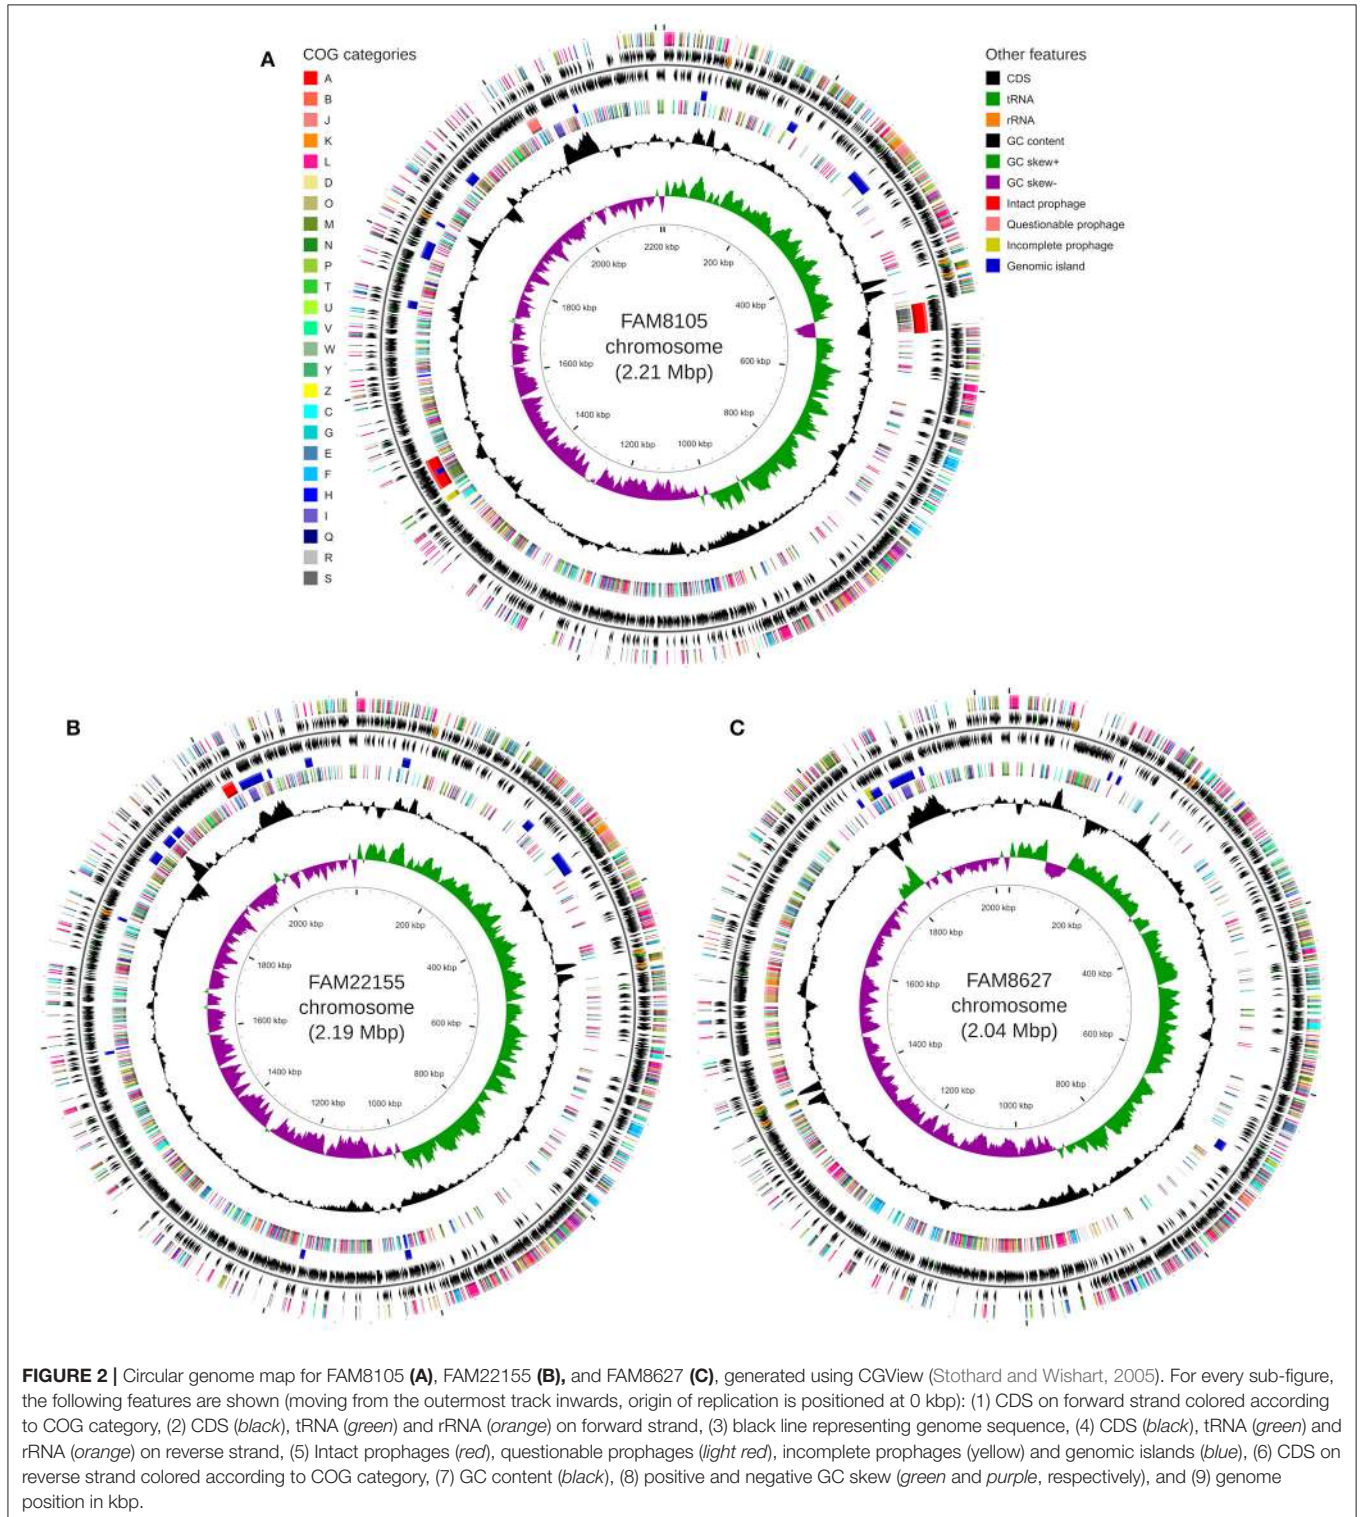 A
COG categories
A
B
J
K
L
D
O
M
N
P
T
U
V
W
Y
Z
C
G
E
F
H
I
Q
R
S
Other features
CDS
tRNA
rRNA
GC content
GC skew+
GC skew-
Intact prophage
Questionable prophage
Incomplete prophage
Genomic island
2200 kbp
200 kbp
400 kbp
600 kbp
800 kbp
1000 kbp
1200 kbp
1400 kbp
1600 kbp
1800 kbp
2000 kbp
FAM8105
chromosome
(2.21 Mbp)
B
200 kbp
400 kbp
600 kbp
800 kbp
1000 kbp
1200 kbp
1400 kbp
1600 kbp
1800 kbp
2000 kbp
FAM22155
chromosome
(2.19 Mbp)
C
200 kbp
400 kbp
600 kbp
800 kbp
1000 kbp
1200 kbp
1400 kbp
1600 kbp
1800 kbp
2000 kbp
FAM8627
chromosome
(2.04 Mbp)
FIGURE 2 | Circular genome map for FAM8105 (A), FAM22155 (B), and FAM8627 (C), generated using CGView (Stothard and Wishart, 2005). For every sub-figure,
the following features are shown (moving from the outermost track inwards, origin of replication is positioned at 0 kbp): (1) CDS on forward strand colored according
to COG category, (2) CDS (black), tRNA (green) and rRNA (orange) on forward strand, (3) black line representing genome sequence, (4) CDS (black), tRNA (green) and
rRNA (orange) on reverse strand, (5) Intact prophages (red), questionable prophages (light red), incomplete prophages (yellow) and genomic islands (blue), (6) CDS on
reverse strand colored according to COG category, (7) GC content (black), (8) positive and negative GC skew (green and purple, respectively), and (9) genome
position in kbp.